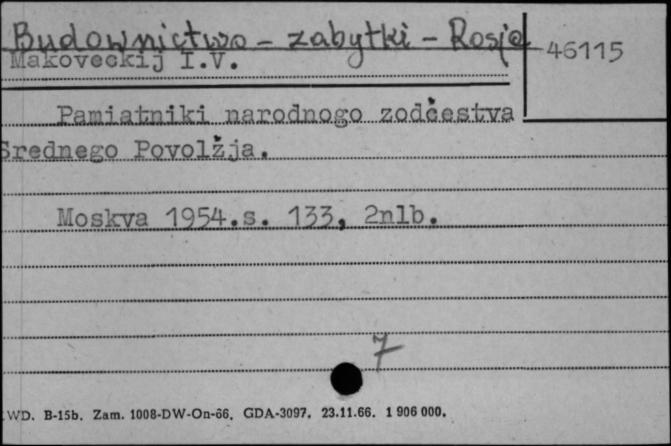 Budownictwo - zabytki - Rosja
46115
Makoveckij I.V.
Pamiatniki narodnogo zodčestva
Srednego Povolžja.
Moskva 1954.s. 133, 2nlb.
7
WD. B-15b. Zam. 1008-DW-On-66. GDA-3097. 23.11.66. 1 906 000.